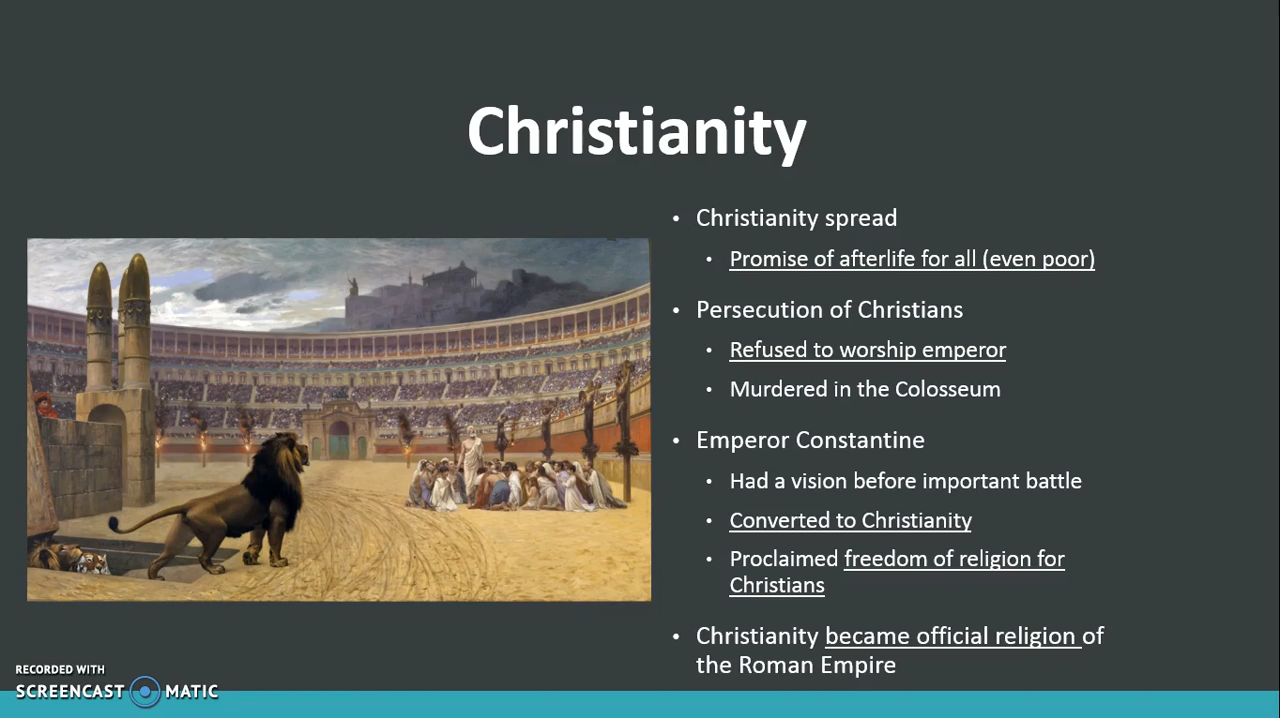 Christianity
• Christianity spread
• Promise of afterlife for all (even poor)
• Persecution of Christians
• Refused to worship emperor
• Murdered in the Colosseum
• Emperor Constantine
• Had a vision before important battle
• Converted to Christianity
• Proclaimed freedom of religion for
Christians
• Christianity became official religion of
the Roman Empire
RECORDED WITH
SCREENCAST MATIC